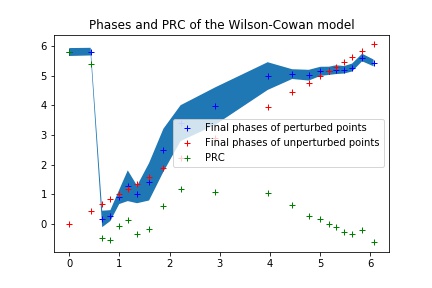 Phases and PRC of the Wilson-Cowan model
6
5
4
3
2
1
0
Final phases of perturbed points
Final phases of unperturbed points
PRC
0 1 2 3 4 5 6